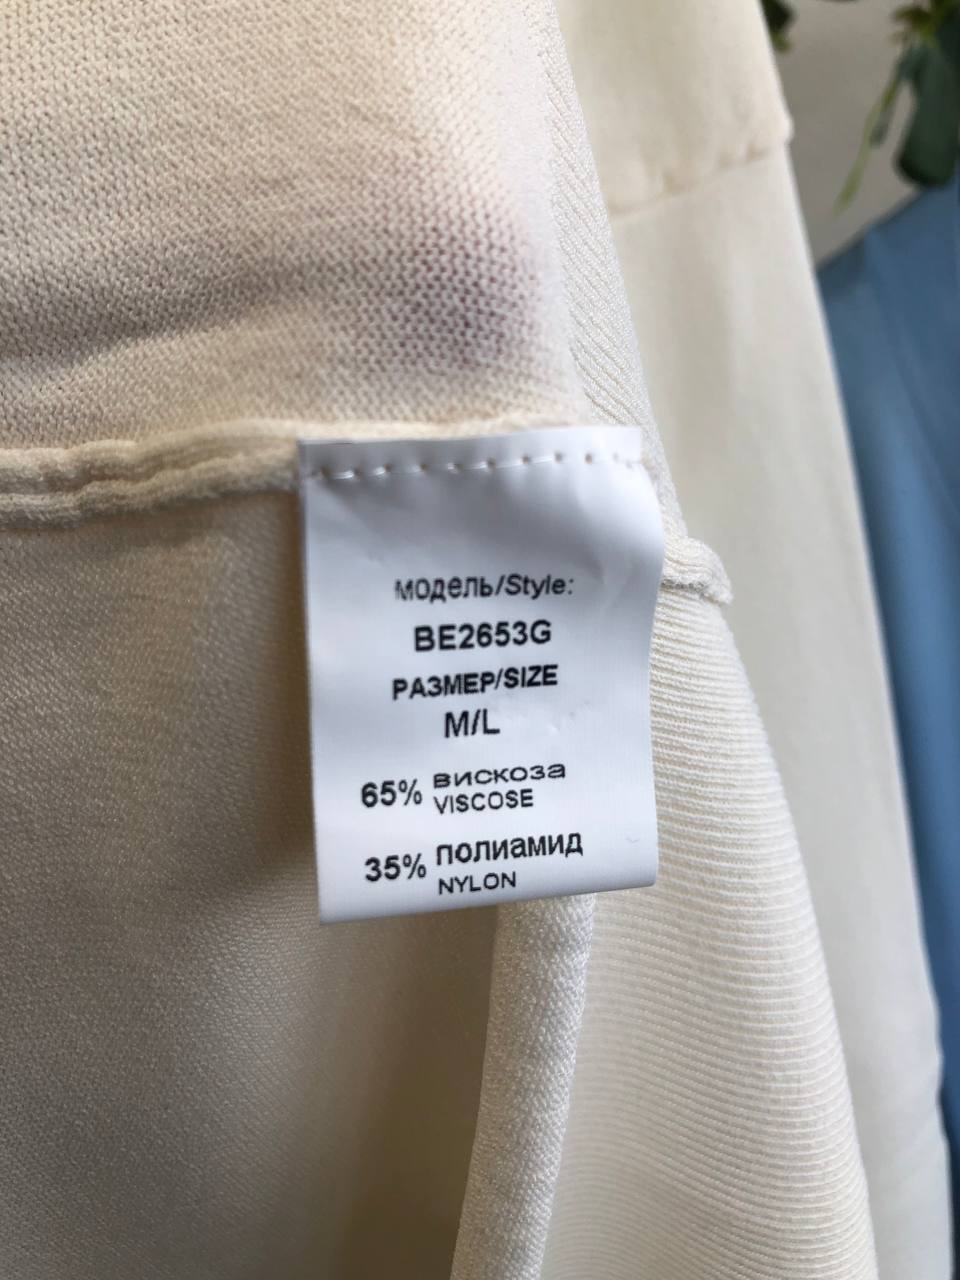 модель/Style:
BE2653G
РАЗМЕР/SIZE
M/L
65% вискоза
VISCOSE
35% полиамид
NYLON